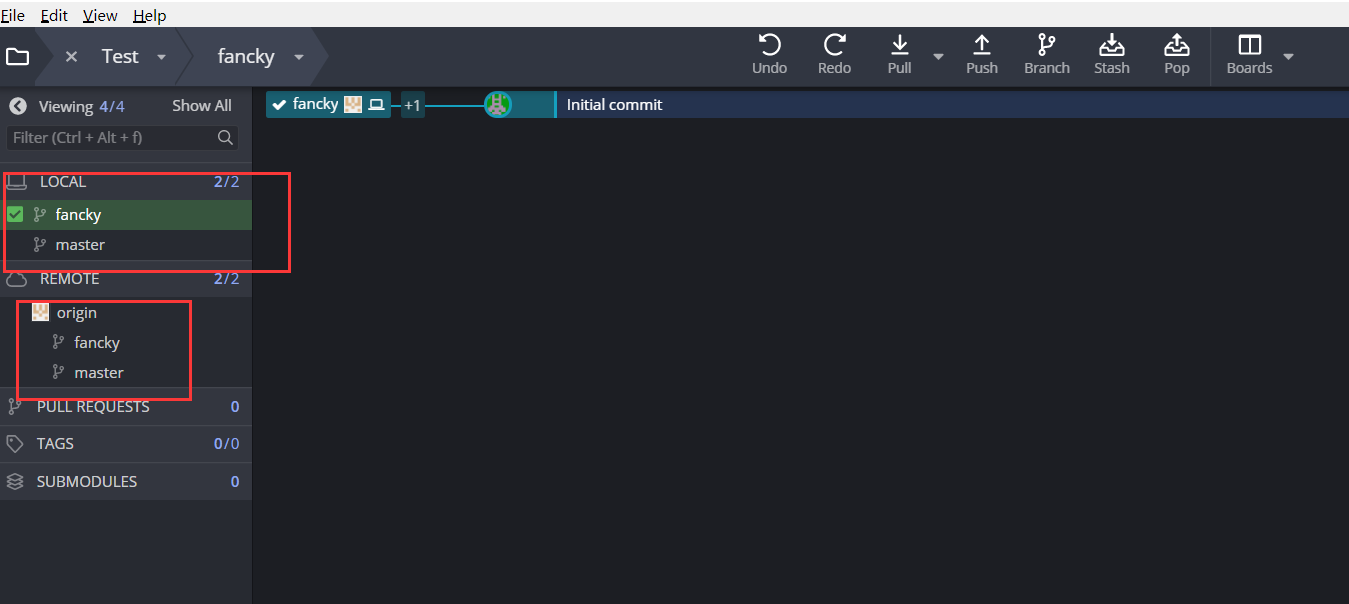 File Edit View Help
Test fancky
Undo Redo Pull Push Branch Stash Pop Boards
Viewing 4/4 Show All
Filter (Ctrl + Alt + f)
fancky +1 Initial commit
LOCAL 2/2
fancky
master
REMOTE 2/2
origin
fancky
master
PULL REQUESTS 0
TAGS 0/0
SUBMODULES 0